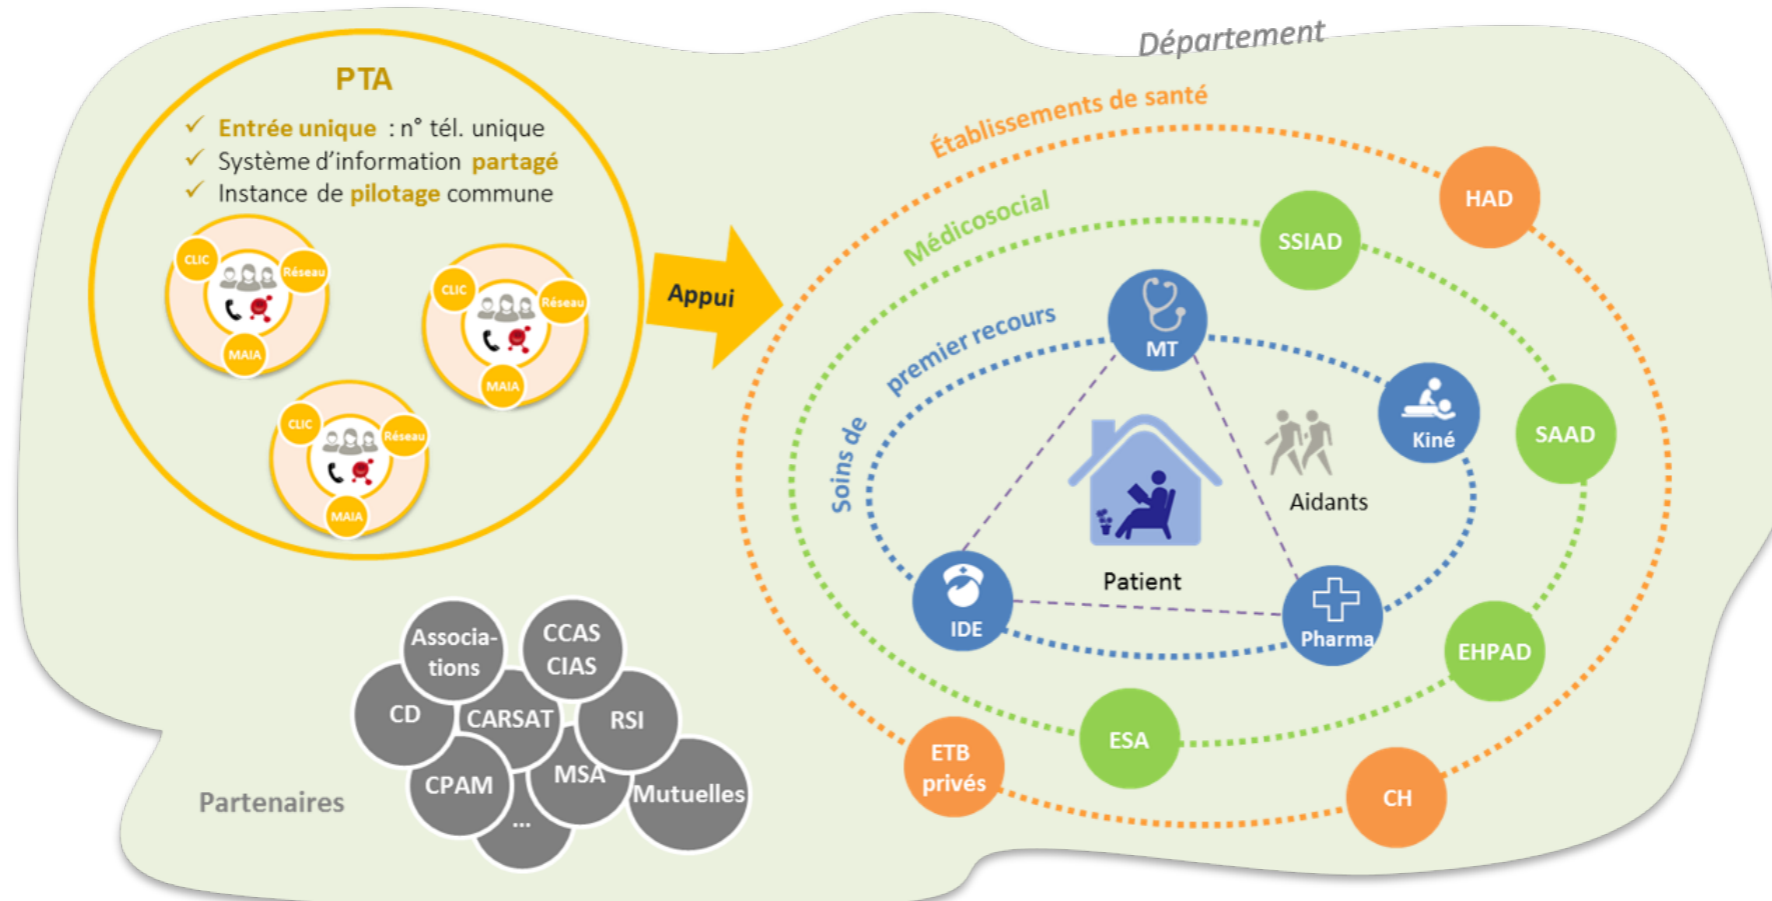 Département
PTA
Entrée unique : n° tél. unique
Système d'information partagé
Instance de pilotage commune
CLIC
Réseau
MAIA
CLIC
Réseau
MAIA
CLIC
Réseau
MAIA
Appui
Établissements de santé
HAD
Médicosocial
SSIAD
Soins de premier recours
MT
Kiné
SAAD
Aidants
Patient
IDE
Pharma
EHPAD
ESA
ETB
privés
CH
Associa-
tions
CCAS
CIAS
CD
CARSAT
RSI
CPAM
MSA
Mutuelles
...
Partenaires